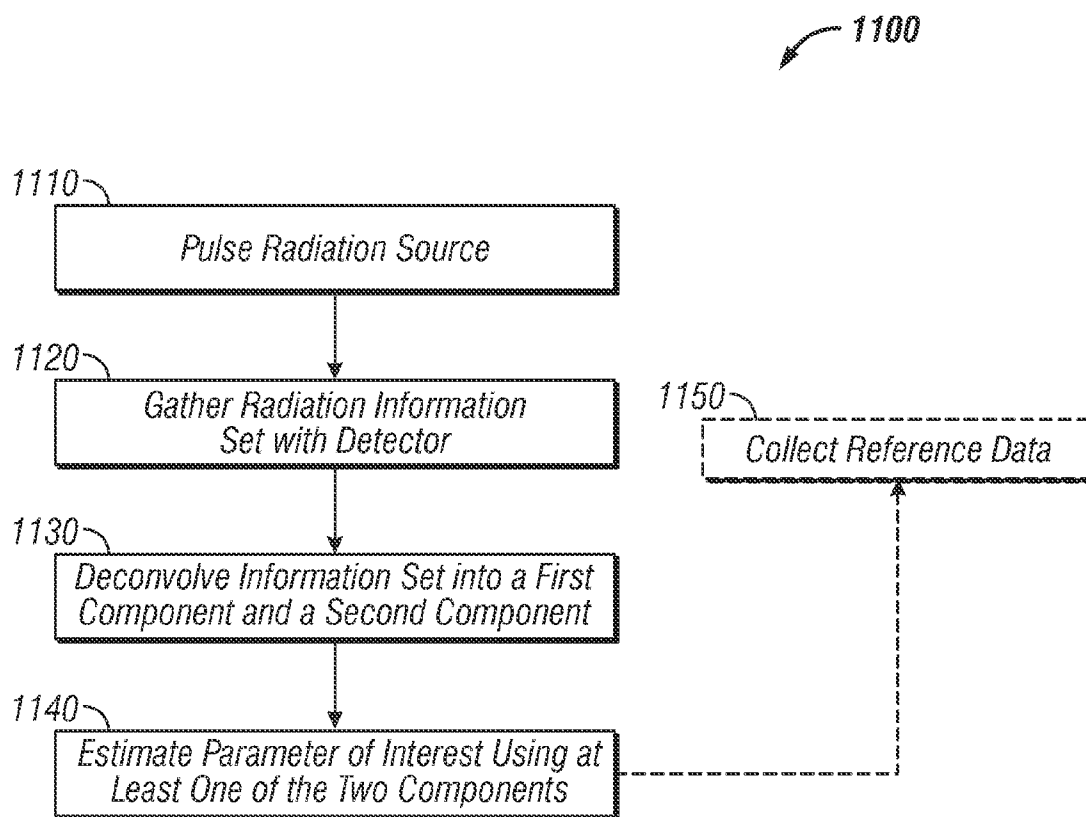 1100
1110
Pulse Radiation Source
1120
Gather Radiation Information
Set with Detector
1150
Collect Reference Data
1130
Deconvolve Information Set into a First
Component and a Second Component
1140
Estimate Parameter of Interest Using at
Least One of the Two Components